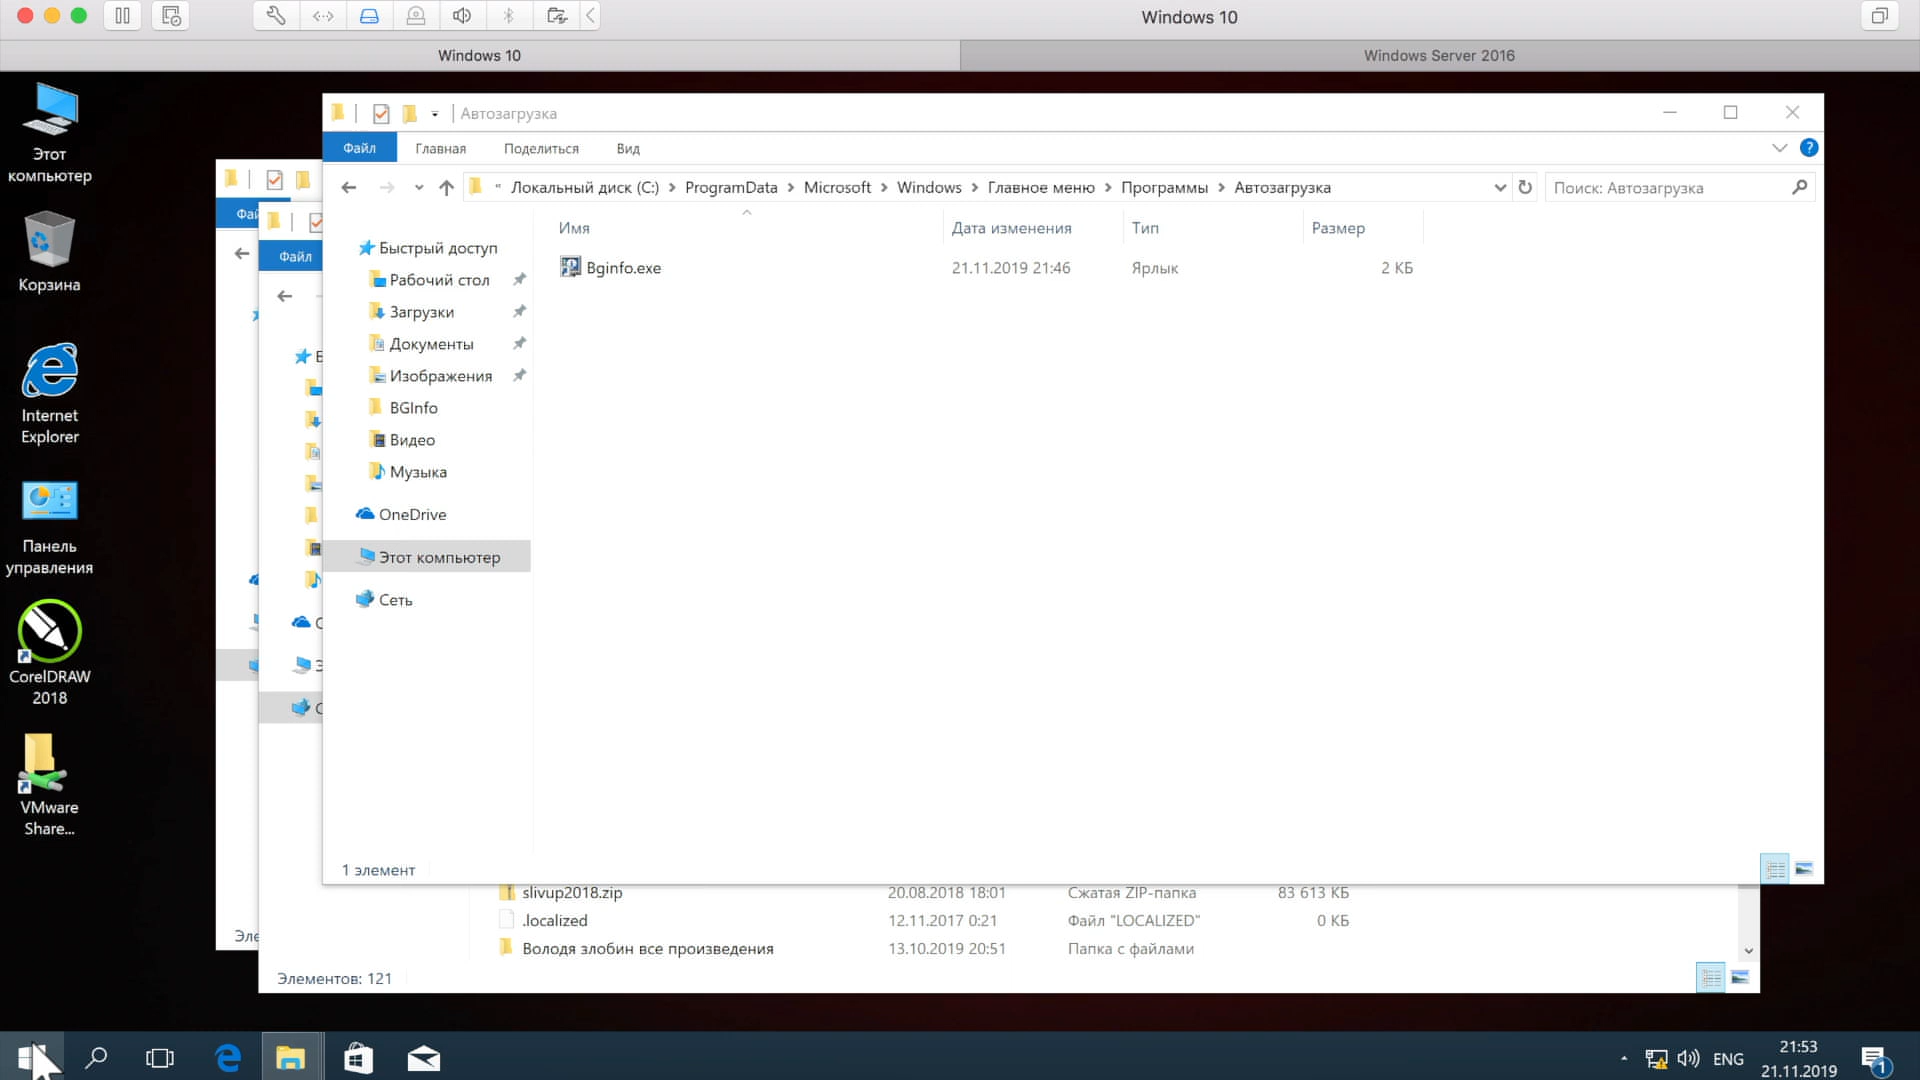 Windows 10
Windows 10
Windows Server 2016
Этот компьютер
Корзина
Internet Explorer
Панель управления
CorelDRAW 2018
VMware Share...
Автозагрузка
Файл
Главная
Поделиться
Вид
Локальный диск (C:) > ProgramData > Microsoft > Windows > Главное меню > Программы > Автозагрузка
Поиск: Автозагрузка
Имя
Дата изменения
Тип
Размер
Bginfo.exe
21.11.2019 21:46
Ярлык
2 КБ
Быстрый доступ
Рабочий стол
Загрузки
Документы
Изображения
BGInfo
Видео
Музыка
OneDrive
Этот компьютер
Сеть
1 элемент
Файл
slivup2018.zip
20.08.2018 18:01
Сжатая ZIP-папка
83 613 КБ
.localized
12.11.2017 0:21
Файл "LOCALIZED"
0 КБ
Володя злобин все произведения
13.10.2019 20:51
Папка с файлами
Элементов: 121
ENG
21:53
21.11.2019
1